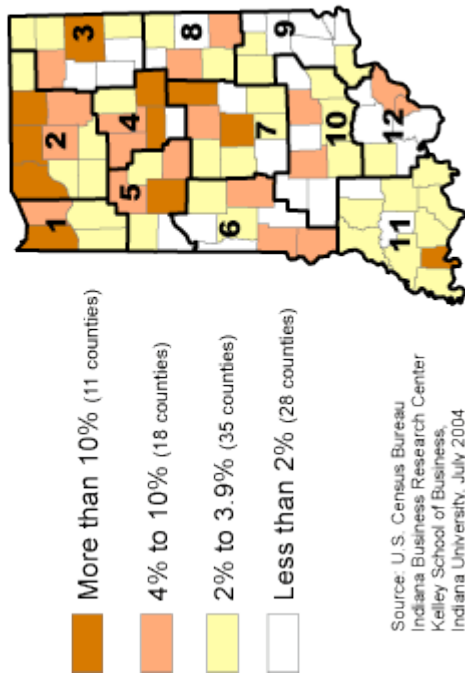 More than 10% (11 counties)
4% to 10% (18 counties)
2% to 3.9% (35 counties)
Less than 2% (28 counties)
Source: U.S. Census Bureau
Indiana Business Research Center
Kelley School of Business,
Indiana University, July 2004
1
2
3
4
5
6
7
8
9
10
11
12